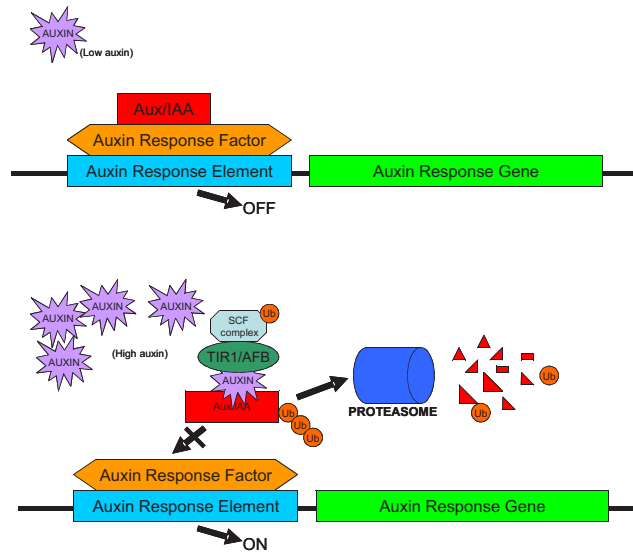 AUXIN
(Low auxin)
Aux/IAA
Auxin Response Factor
Auxin Response Element
Auxin Response Gene
OFF
AUXIN
AUXIN
AUXIN
AUXIN
(High auxin)
Ub
SCF
complex
TIR1/AFB
AUXIN
Aux/IAA
Ub
Ub
Ub
PROTEASOME
Ub
Ub
Auxin Response Factor
Auxin Response Element
Auxin Response Gene
ON